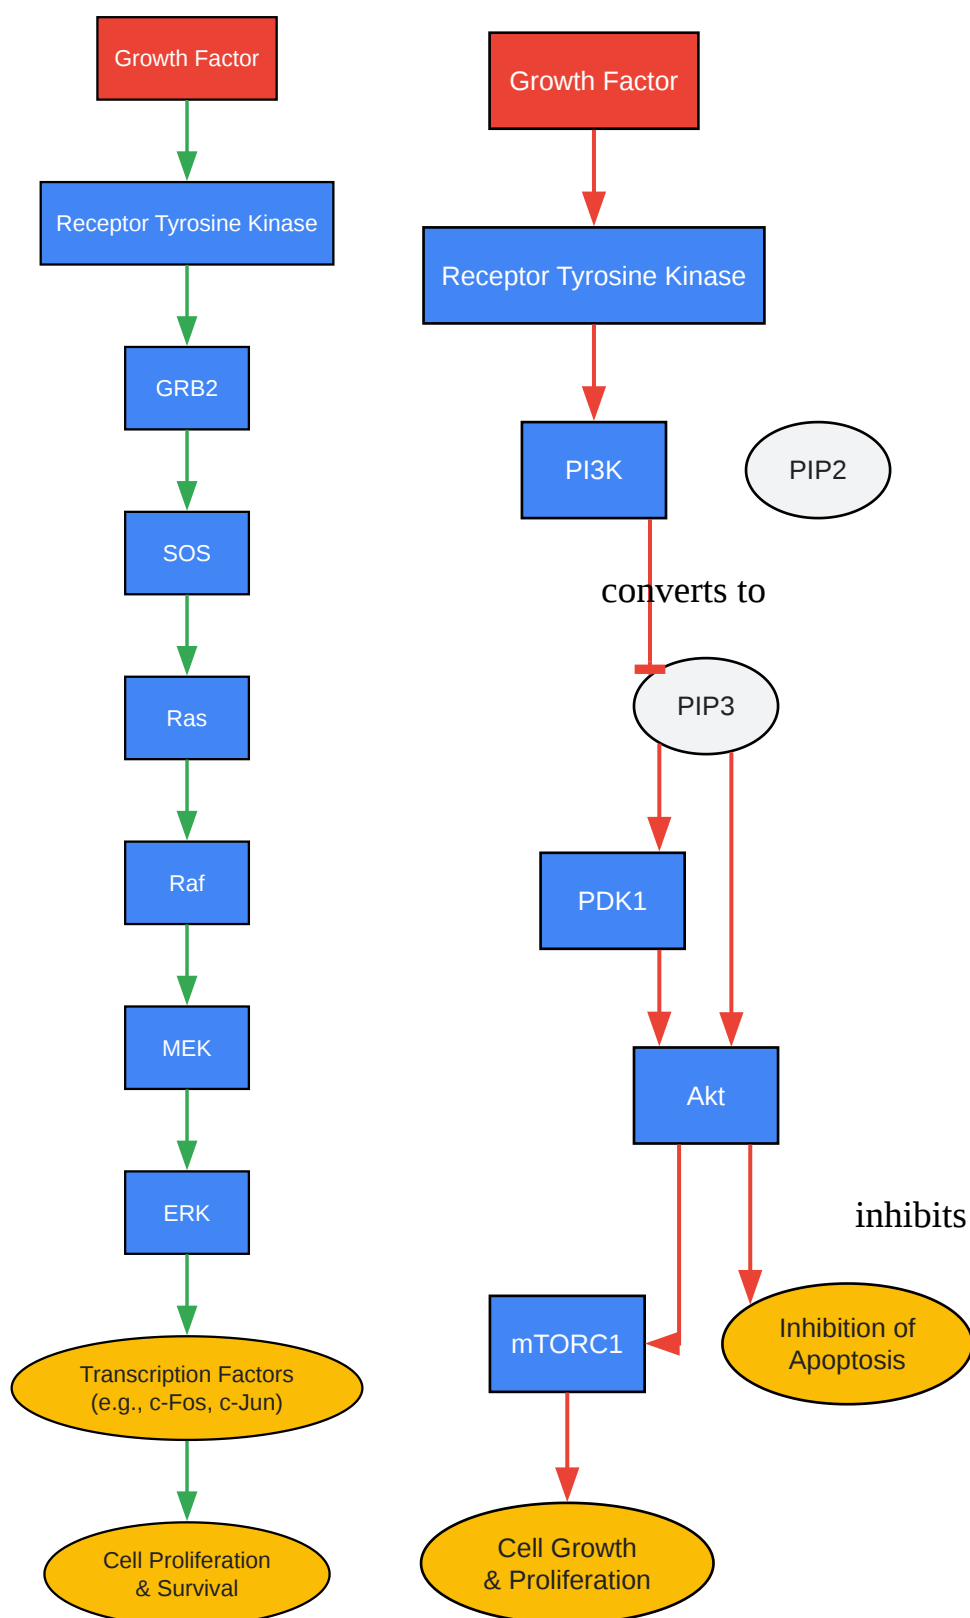 Growth Factor
Receptor Tyrosine Kinase
GRB2
SOS
Ras
Raf
MEK
ERK
Transcription Factors
(e.g., c-Fos, c-Jun)
Cell Proliferation
& Survival
Growth Factor
Receptor Tyrosine Kinase
PI3K
PIP2
converts to
PIP3
PDK1
Akt
inhibits
mTORC1
Inhibition of
Apoptosis
Cell Growth
& Proliferation